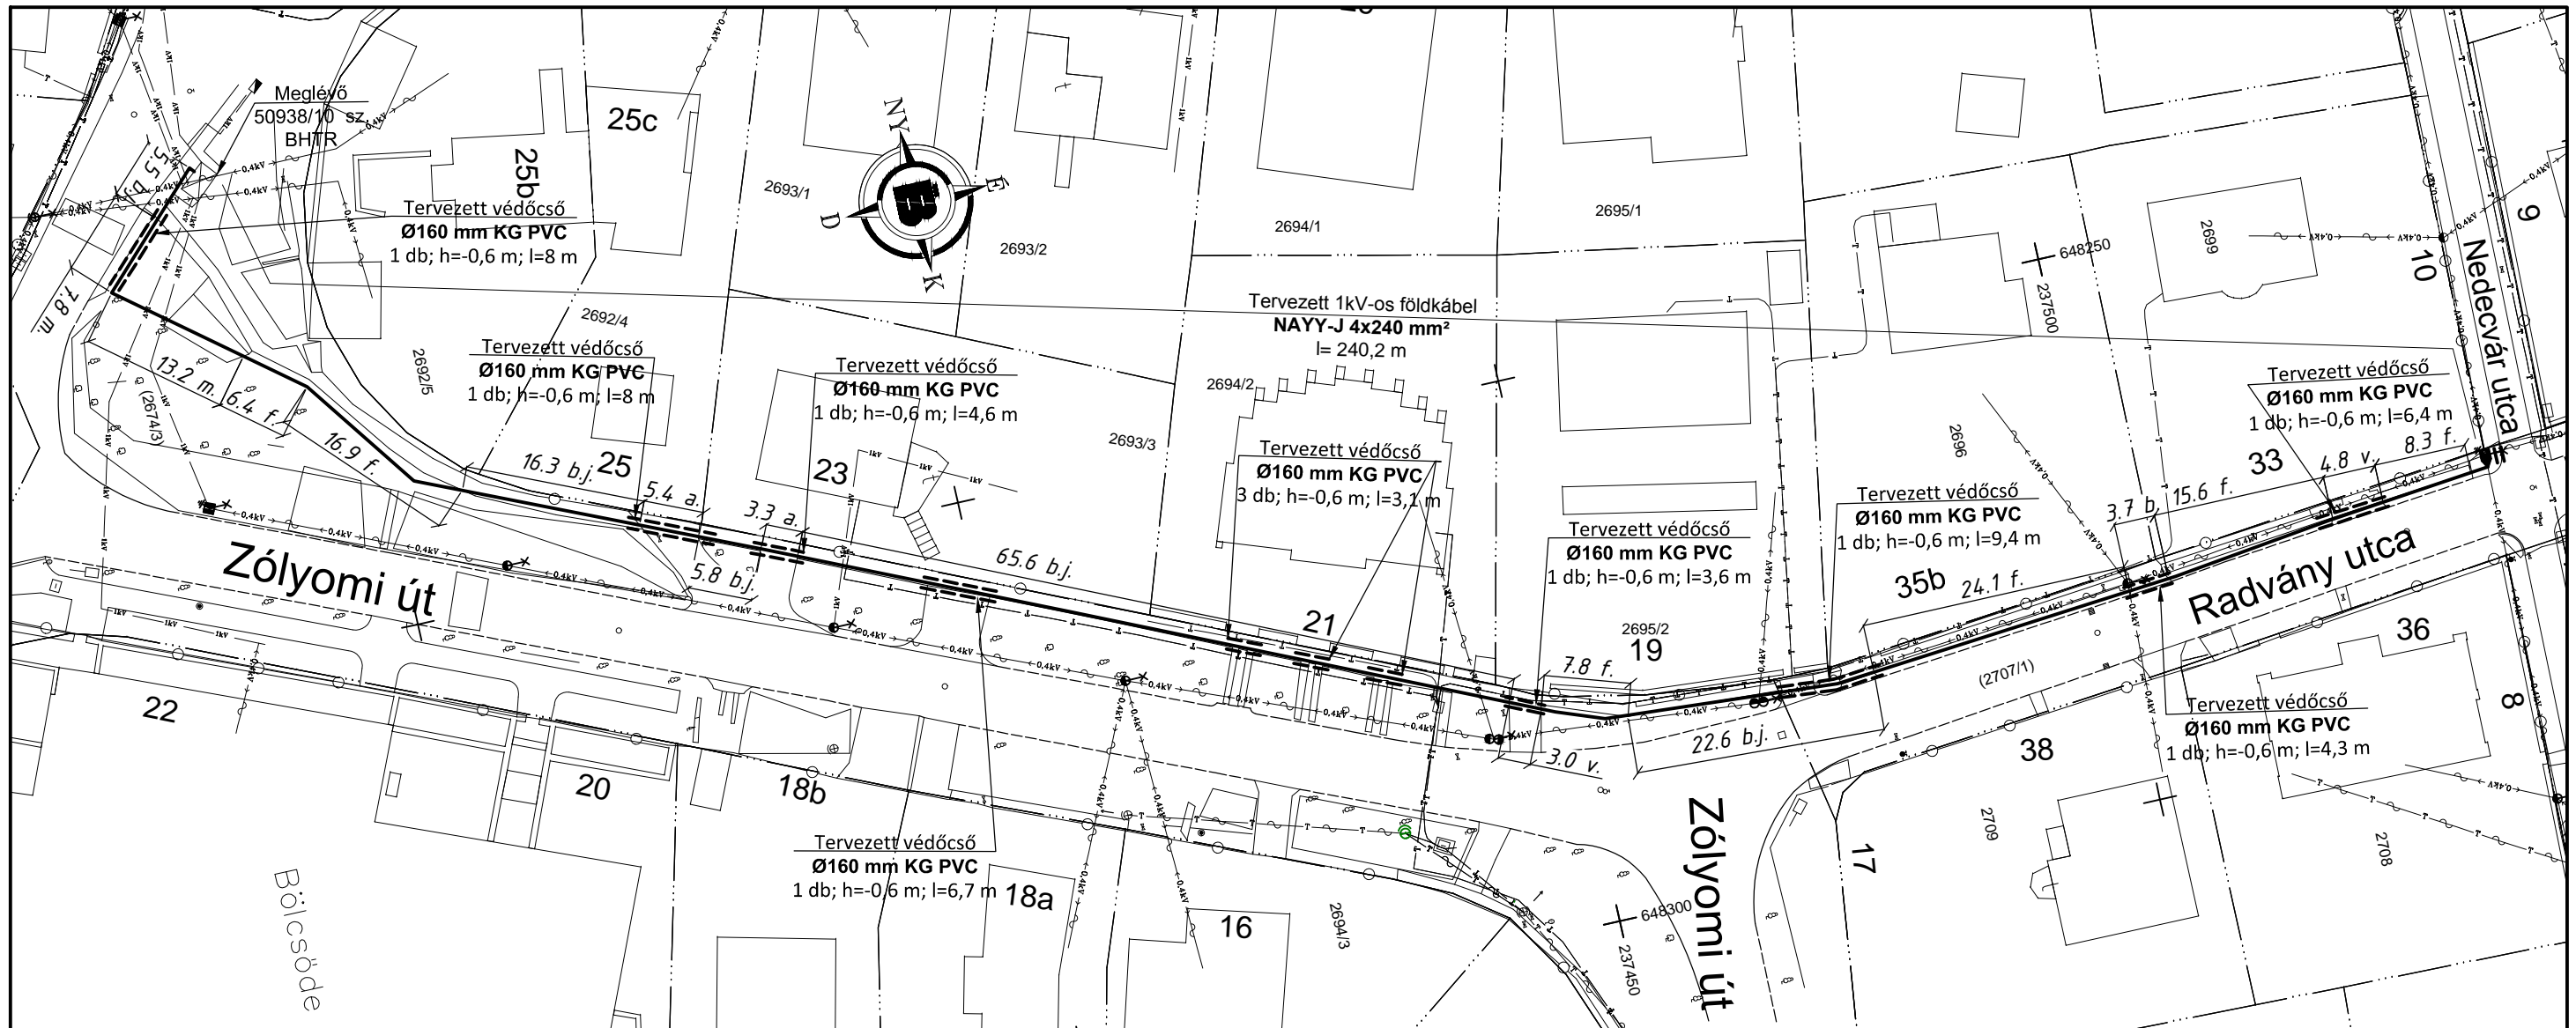 Meglévő
50938/10 sz.
BHTR
5.5 b.j.
7.8 m.
13.2 m.
6.4 f.
16.9 f.
(2674/3)
Tervezett védőcső
Ø160 mm KG PVC
1 db; h=-0,6 m; l=8 m
25b
25c
2692/4
2692/5
2693/1
2693/2
2693/3
NY
É
D
K
B
2694/1
2695/1
Tervezett 1kV-os földkábel
NAYY-J 4x240 mm²
l= 240,2 m
2694/2
648250
237500
2699
2696
10
9
Nedecvár utca
Tervezett védőcső
Ø160 mm KG PVC
1 db; h=-0,6 m; l=8 m
16.3 b.j.
25
5.4 a.
3.3 a.
5.8 b.j.
Tervezett védőcső
Ø160 mm KG PVC
1 db; h=-0,6 m; l=4,6 m
23
65.6 b.j.
Tervezett védőcső
Ø160 mm KG PVC
3 db; h=-0,6 m; l=3,1 m
21
Tervezett védőcső
Ø160 mm KG PVC
1 db; h=-0,6 m; l=3,6 m
7.8 f.
2695/2
19
3.0 v.
22.6 b.j.
Tervezett védőcső
Ø160 mm KG PVC
1 db; h=-0,6 m; l=9,4 m
35b
24.1 f.
3.7 b.
15.6 f.
33
4.8 v.
8.3 f.
Tervezett védőcső
Ø160 mm KG PVC
1 db; h=-0,6 m; l=6,4 m
Radvány utca
(2707/1)
36
8
38
Tervezett védőcső
Ø160 mm KG PVC
1 db; h=-0,6 m; l=4,3 m
2709
2708
17
Zólyomi út
22
20
18b
Tervezett védőcső
Ø160 mm KG PVC
1 db; h=-0,6 m; l=6,7 m
18a
16
2694/3
648300
237450
Zólyomi út
Bölcsöde
0.4kV
1kV
T